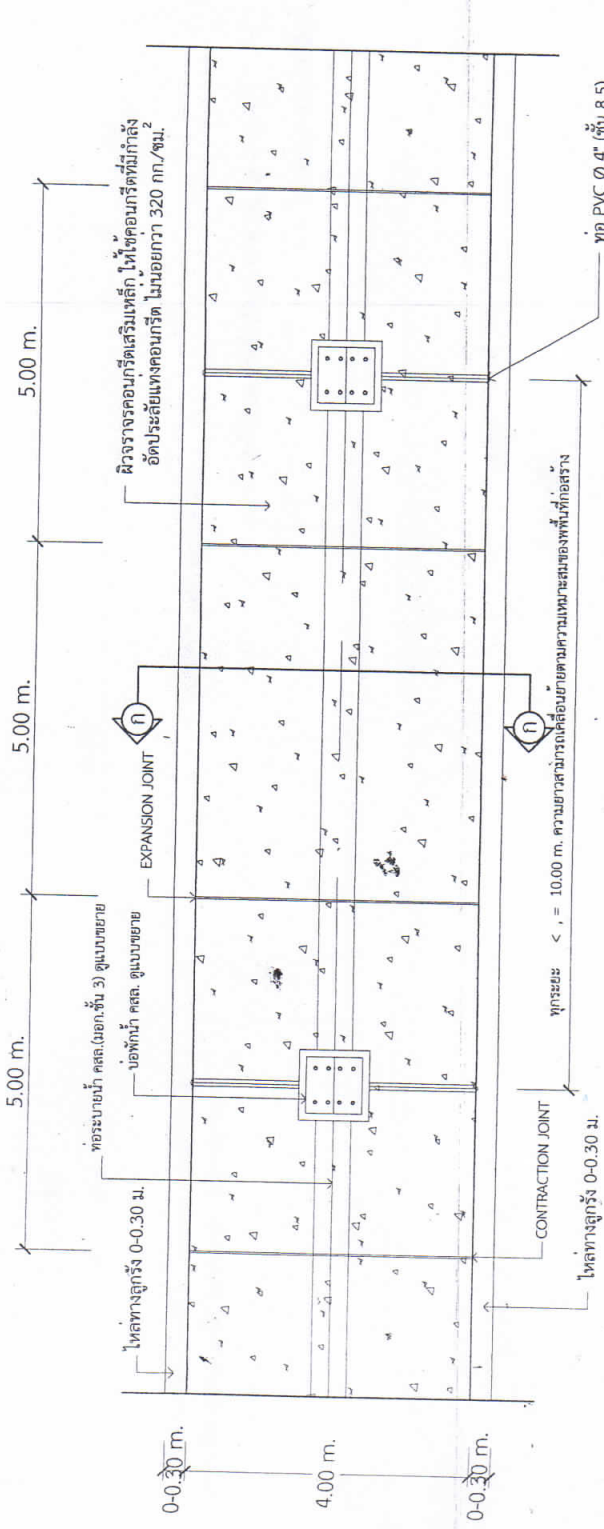 5.00 m.
5.00 m.
5.00 m.
ผิวจราจรคอนกรีตเสริมเหล็ก ให้ใช้คอนกรีตที่มีกำลัง
อัดประลัยแท่งคอนกรีต ไม่น้อยกว่า 320 กก./ซม.²
ท่อระบายน้ำ คสล.(มอก.ชั้น 3) ดูแบบขยาย
บ่อพักน้ำ คสล. ดูแบบขยาย
EXPANSION JOINT
ไหล่ทางลูกรัง 0-0.30 ม.
0-0.30 m.
4.00 m.
0-0.30 m.
ก
ก
CONTRACTION JOINT
ไหล่ทางลูกรัง 0-0.30 ม.
ทุกระยะ < , = 10.00 m. ความยาวสามารถเคลื่อนย้ายตามความเหมาะสมของพื้นที่ก่อสร้าง
ท่อ PVC Ø 4" (ชั้น 8.5)